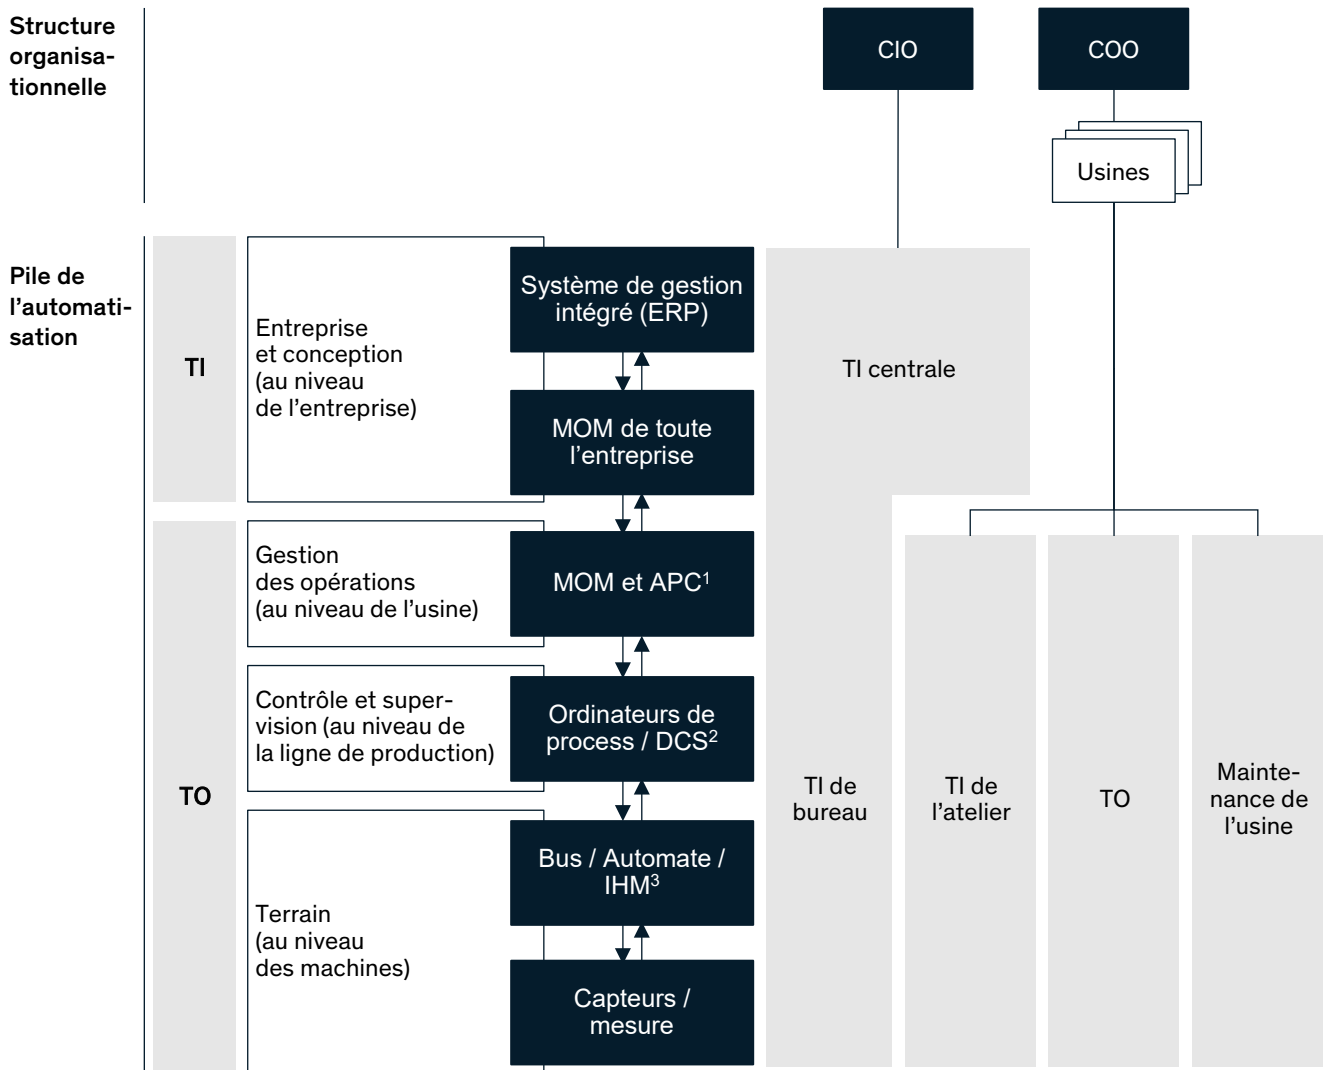 Structure
organisa-
tionnelle
CIO
COO
Usines
Pile de
l’automati-
sation
TI
Entreprise
et conception
(au niveau
de l’entreprise)
Système de gestion
intégré (ERP)
MOM de toute
l’entreprise
TI centrale
TO
Gestion
des opérations
(au niveau de l’usine)
MOM et APC¹
Contrôle et super-
vision (au niveau de
la ligne de production)
Ordinateurs de
process / DCS²
Terrain
(au niveau
des machines)
Bus / Automate /
IHM³
Capteurs /
mesure
TI de
bureau
TI de
l’atelier
TO
Mainte-
nance de
l’usine